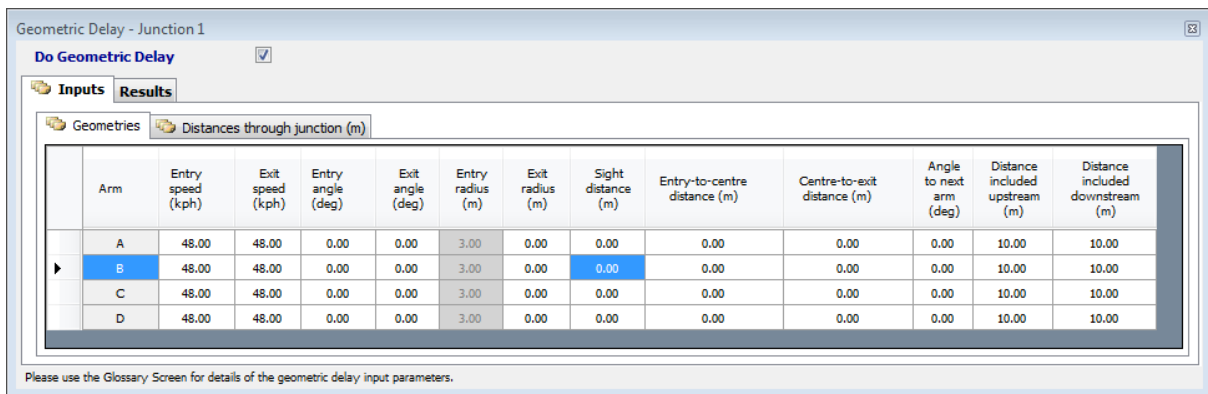 Geometric Delay - Junction 1
Do Geometric Delay
Inputs Results
Geometries Distances through junction (m)
Arm Entry speed (kph) Exit speed (kph) Entry angle (deg) Exit angle (deg) Entry radius (m) Exit radius (m) Sight distance (m) Entry-to-centre distance (m) Centre-to-exit distance (m) Angle to next arm (deg) Distance included upstream (m) Distance included downstream (m)
A 48.00 48.00 0.00 0.00 3.00 0.00 0.00 0.00 0.00 0.00 10.00 10.00
B 48.00 48.00 0.00 0.00 3.00 0.00 0.00 0.00 0.00 0.00 10.00 10.00
C 48.00 48.00 0.00 0.00 3.00 0.00 0.00 0.00 0.00 0.00 10.00 10.00
D 48.00 48.00 0.00 0.00 3.00 0.00 0.00 0.00 0.00 0.00 10.00 10.00
Please use the Glossary Screen for details of the geometric delay input parameters.